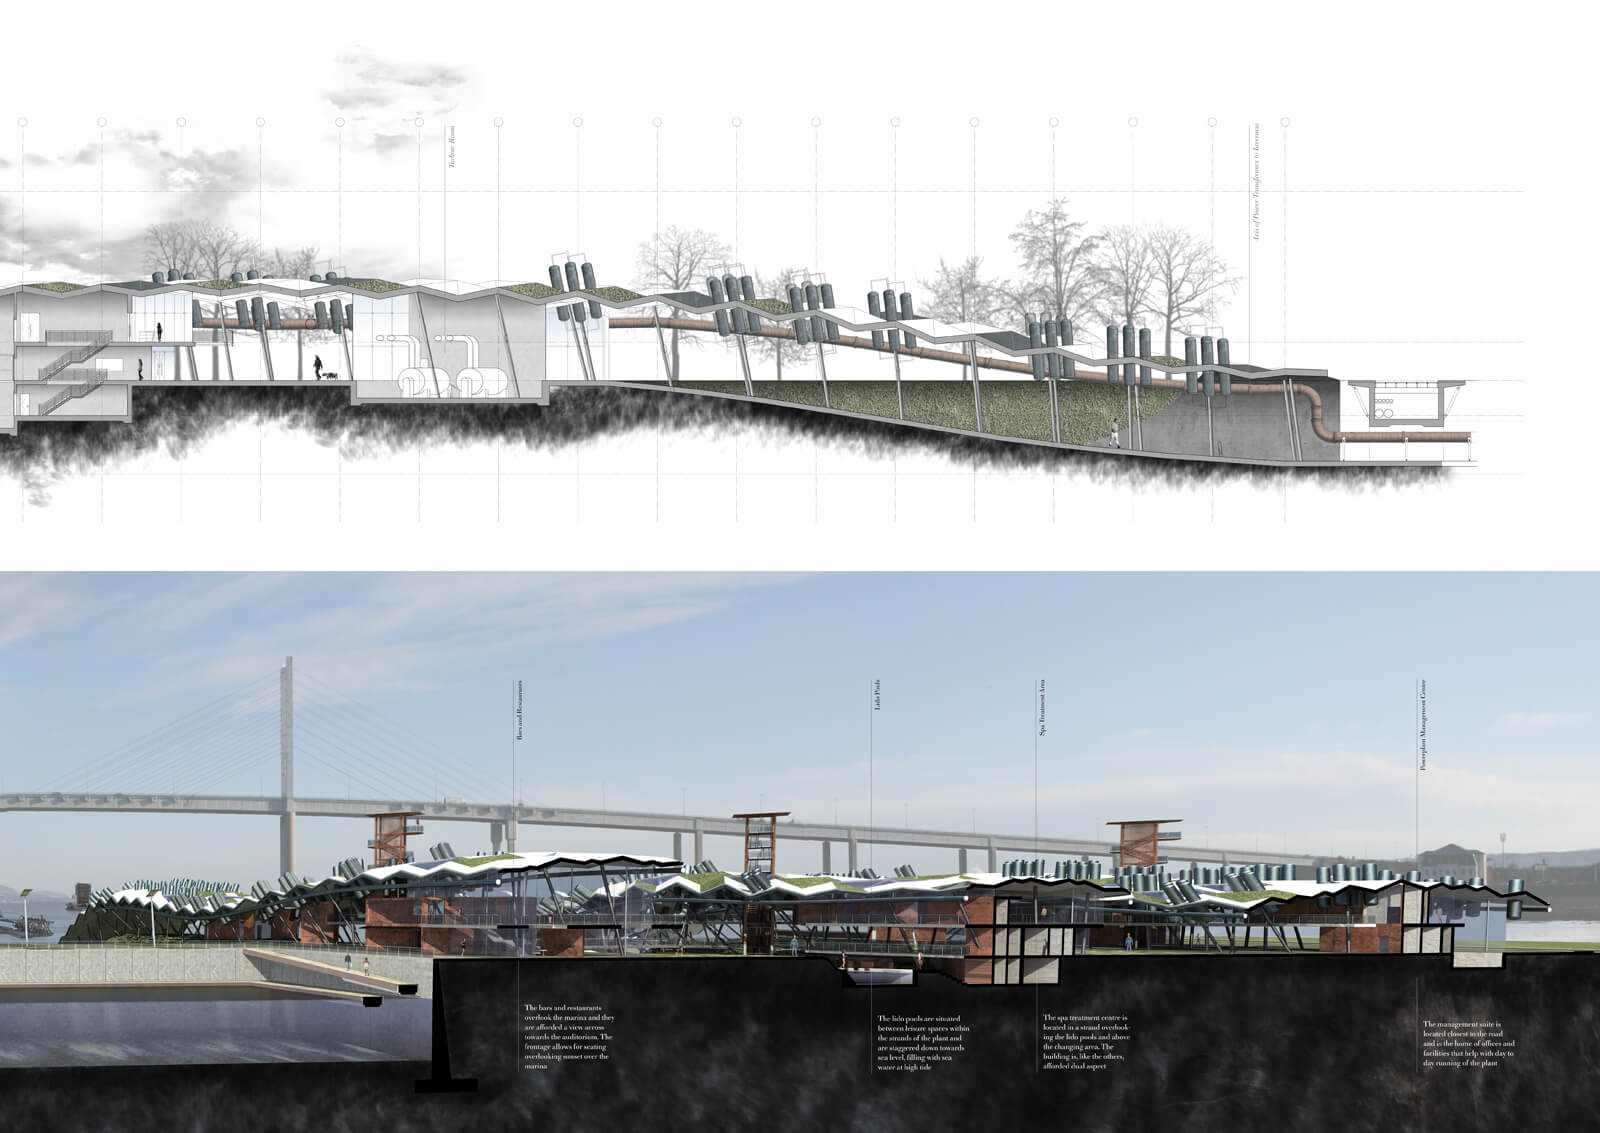 Turbine Room
Axis of Power Transference to Inverness
Bars and Restaurants
Lido Pools
Spa Treatment Area
Powerplant Management Centre
The bars and restaurants
overlook the marina and they
are afforded a view across
towards the auditorium. The
frontage allows for seating
overlooking sunset over the
marina
The lido pools are situated
between leisure spaces within
the strands of the plant and
are staggered down towards
sea level, filling with sea
water at high tide
The spa treatment centre is
located in a strand overlook-
ing the lido pools and above
the changing area. The
building is, like the others,
afforded dual aspect
The management suite is
located closest to the road
and is the home of offices and
facilities that help with day to
day running of the plant